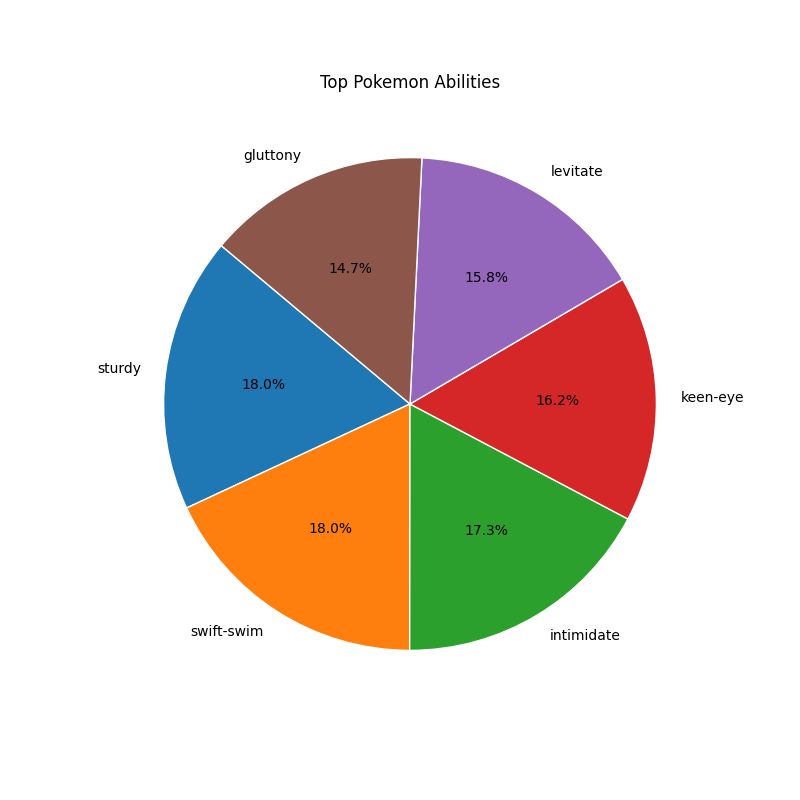 Top Pokemon Abilities
gluttony
levitate
14.7%
15.8%
sturdy
18.0%
keen-eye
16.2%
18.0%
17.3%
swift-swim
intimidate